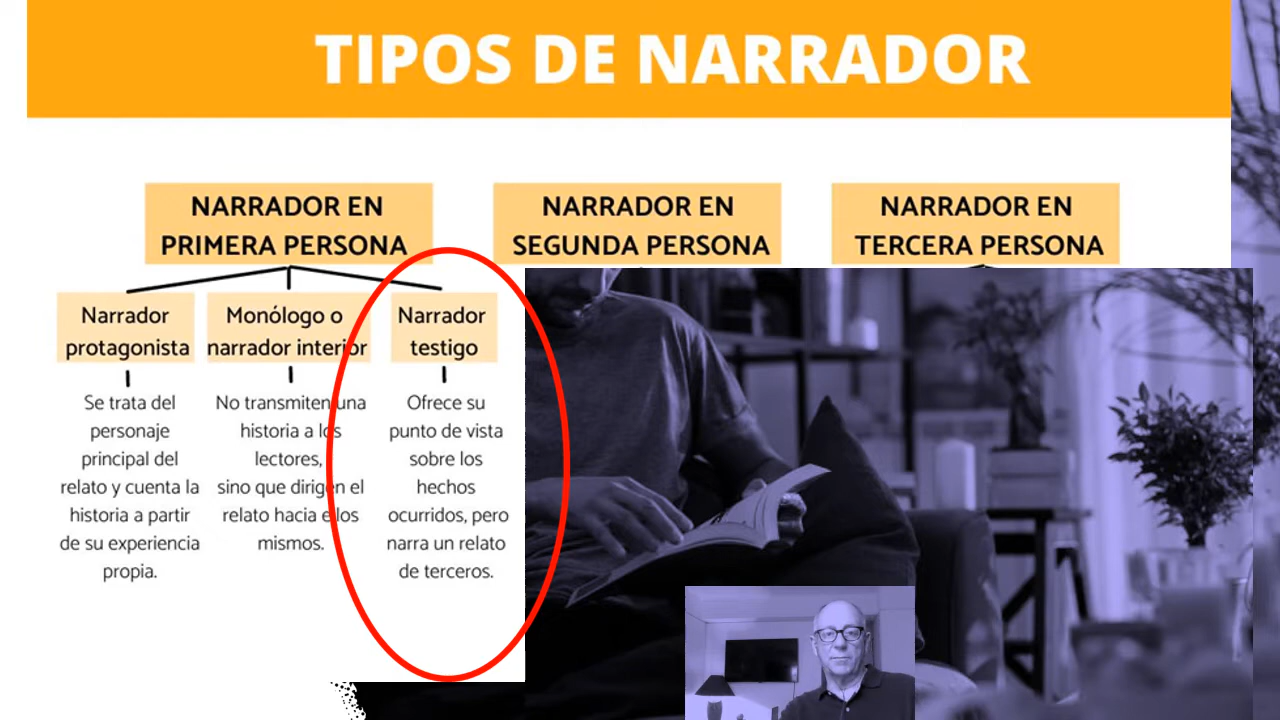 TIPOS DE NARRADOR
NARRADOR EN
PRIMERA PERSONA
Narrador
protagonista
Se trata del
personaje
principal del
relato y cuenta la
historia a partir
de su experiencia
propia.
Monólogo o
narrador interior
No transmiten una
historia a los
lectores,
sino que dirigen el
relato hacia ellos
mismos.
Narrador
testigo
Ofrece su
punto de vista
sobre los
hechos
ocurridos, pero
narra un relato
de terceros.
NARRADOR EN
SEGUNDA PERSONA
NARRADOR EN
TERCERA PERSONA